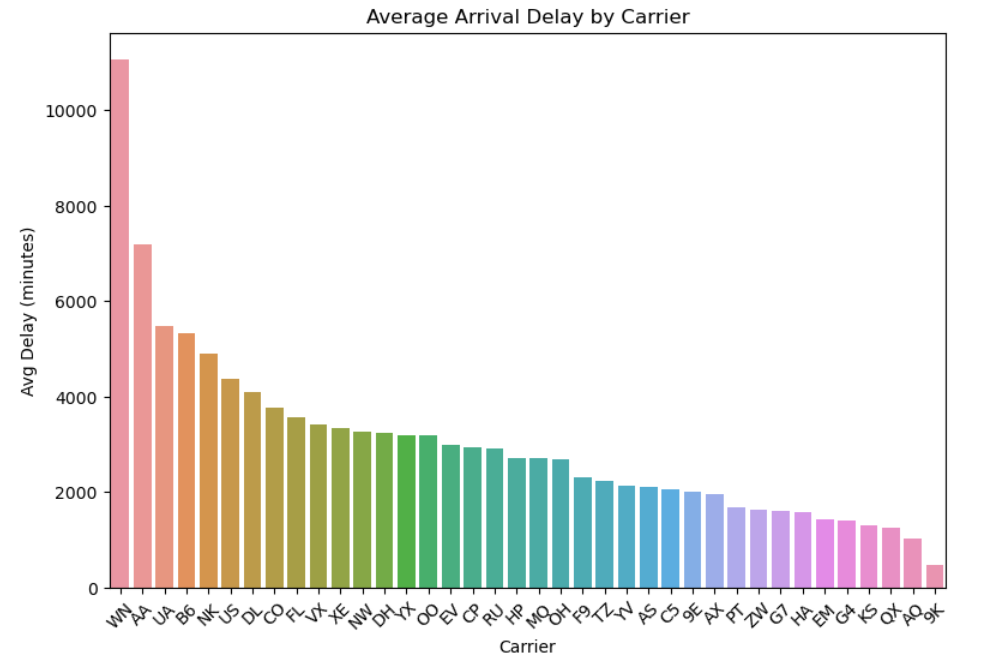 Average Arrival Delay by Carrier
10000
8000
6000
4000
2000
0
Avg Delay (minutes)
WN AA UA B6 NK US DL CO FL VX XE NW DH YX OO EV CP RU HP MQ OH F9 TZ YV AS C5 9E AX PT ZW G7 HA EM G4 KS QX AQ 9K
Carrier